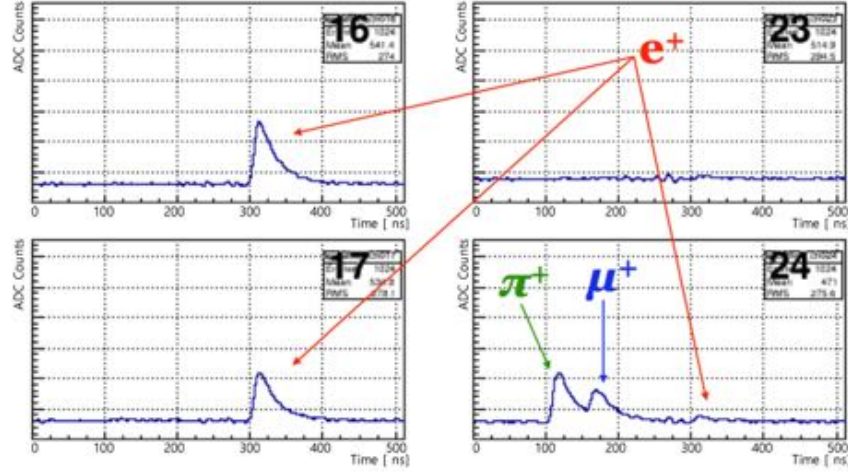 ADC Counts
16
1024
Mean 541.4
RMS 274
0 100 200 300 400 500
Time [ ns]
ADC Counts
23
1024
Mean 514.9
RMS 294.5
0 100 200 300 400 500
Time [ ns]
e⁺
ADC Counts
17
1024
0 100 200 300 400 500
Time [ ns]
ADC Counts
24
1024
Mean 471
RMS 275.6
π⁺
μ⁺
0 100 200 300 400 500
Time [ ns]